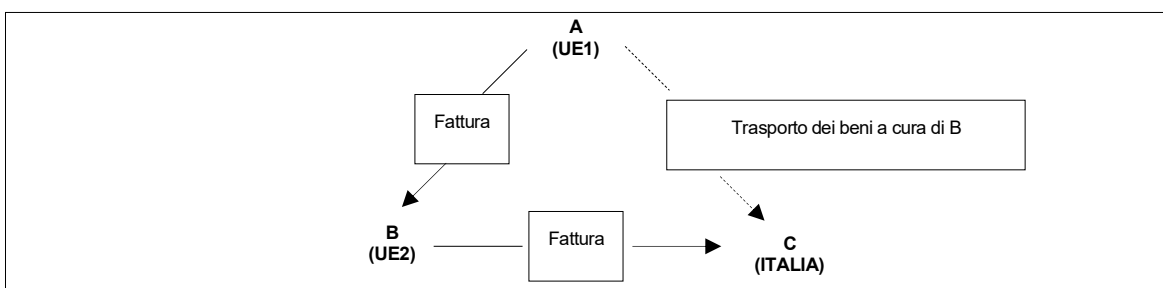 A
(UE1)
Fattura
Trasporto dei beni a cura di B
B
(UE2)
Fattura
C
(ITALIA)